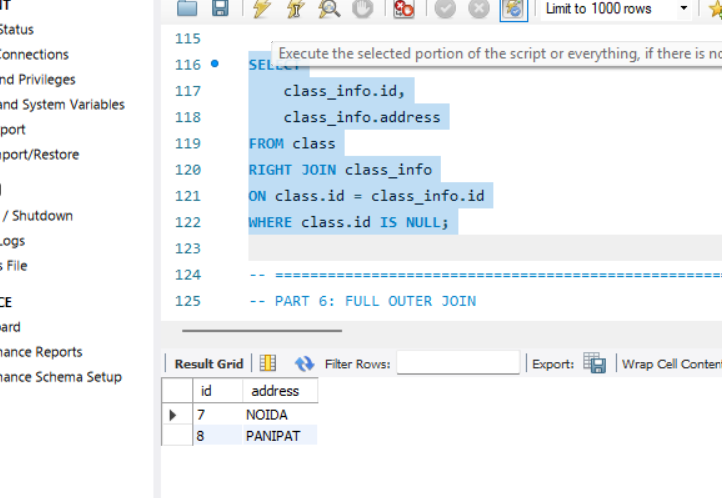 Status
Connections
nd Privileges
and System Variables
port
port/Restore
/ Shutdown
Logs
s File
CE
oard
mance Reports
mance Schema Setup
Limit to 1000 rows
Execute the selected portion of the script or everything, if there is no
115
116 SELECT
117 class_info.id,
118 class_info.address
119 FROM class
120 RIGHT JOIN class_info
121 ON class.id = class_info.id
122 WHERE class.id IS NULL;
123
124 -- ====================================================
125 -- PART 6: FULL OUTER JOIN
Result Grid Filter Rows: Export: Wrap Cell Conten
id address
7 NOIDA
8 PANIPAT